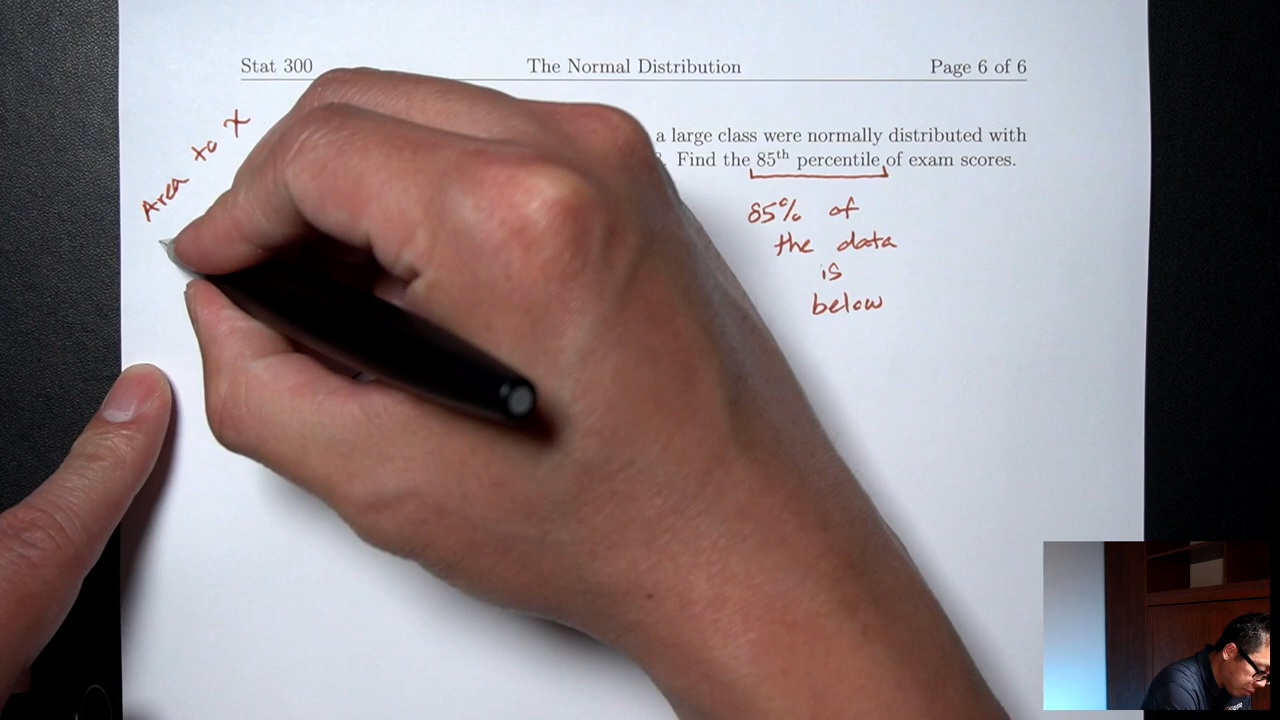 Stat 300 The Normal Distribution Page 6 of 6
a large class were normally distributed with
Find the 85th percentile of exam scores.
Area to x
85% of
the data
is
below